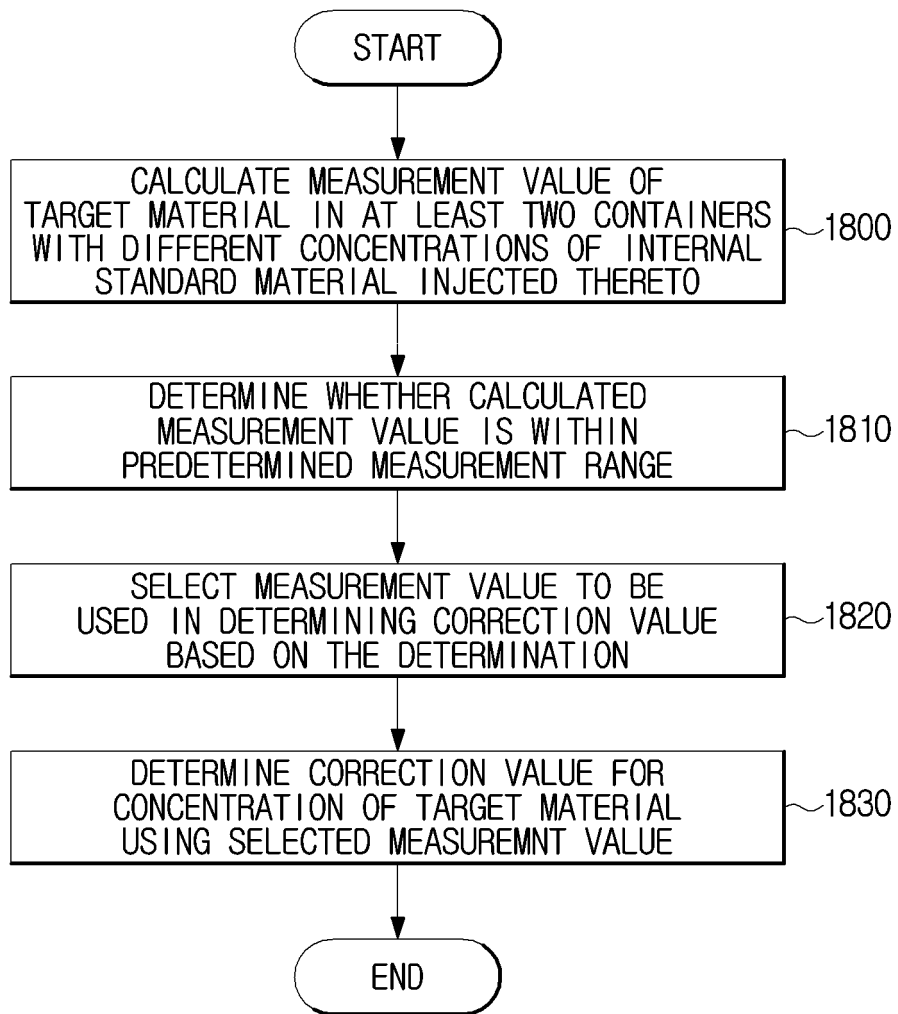 START
CALCULATE MEASUREMENT VALUE OF
TARGET MATERIAL IN AT LEAST TWO CONTAINERS
WITH DIFFERENT CONCENTRATIONS OF INTERNAL
STANDARD MATERIAL INJECTED THERETO
1800
DETERMINE WHETHER CALCULATED
MEASUREMENT VALUE IS WITHIN
PREDETERMINED MEASUREMENT RANGE
1810
SELECT MEASUREMENT VALUE TO BE
USED IN DETERMINING CORRECTION VALUE
BASED ON THE DETERMINATION
1820
DETERMINE CORRECTION VALUE FOR
CONCENTRATION OF TARGET MATERIAL
USING SELECTED MEASUREMNT VALUE
1830
END